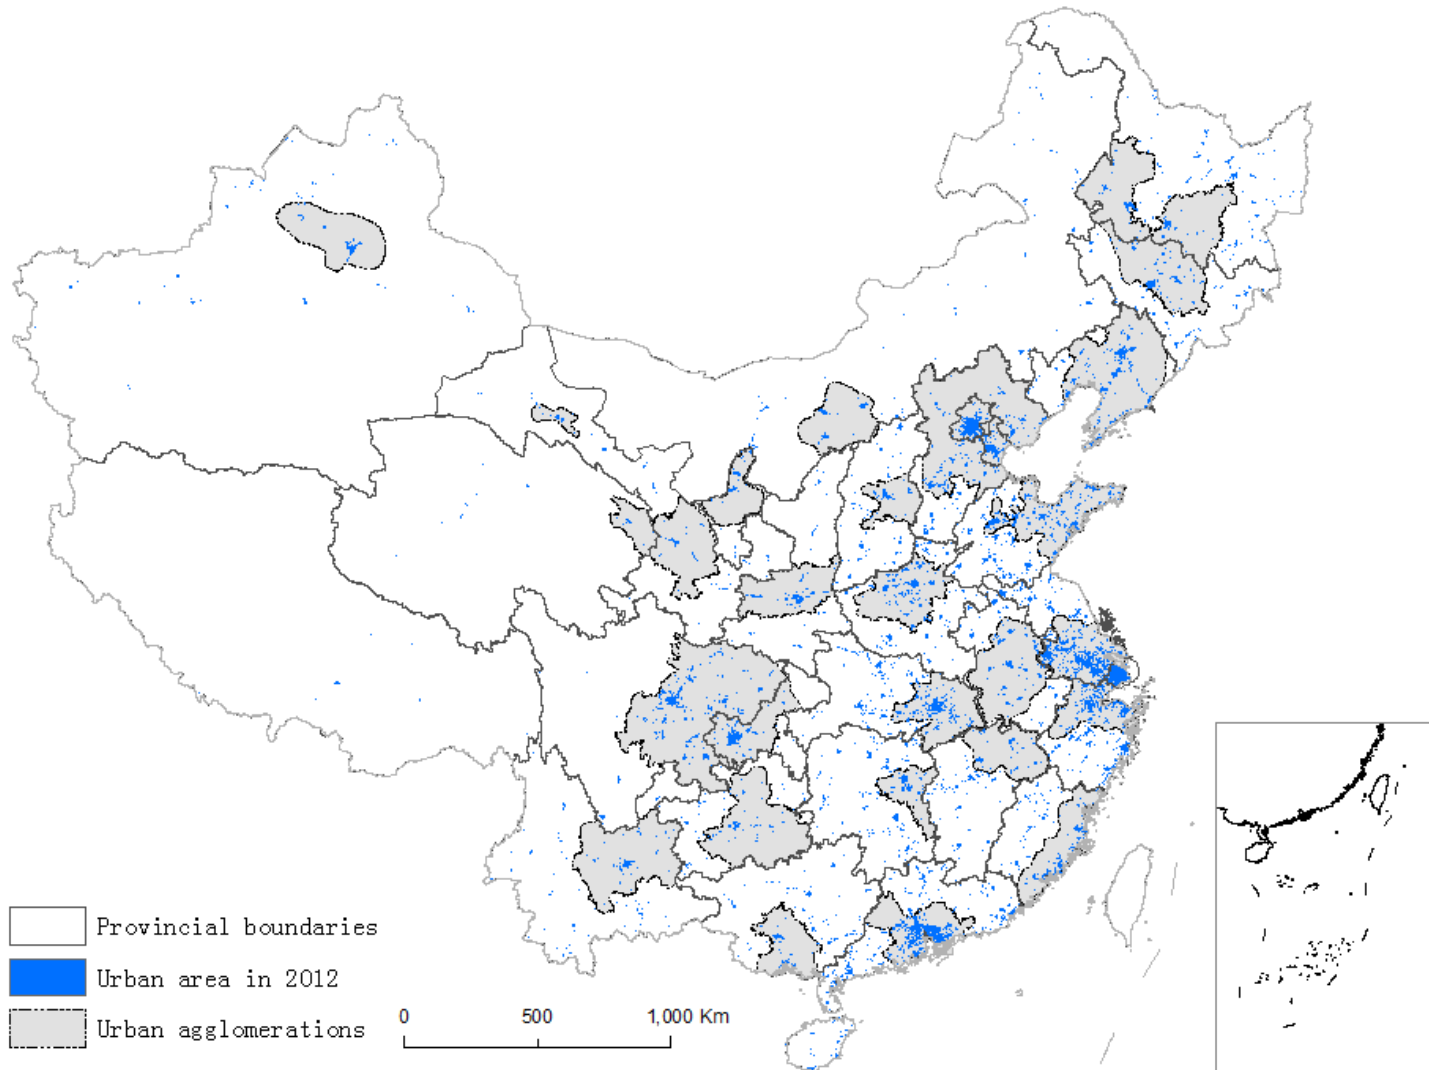 Provincial boundaries
Urban area in 2012
Urban agglomerations
0 500 1,000 Km